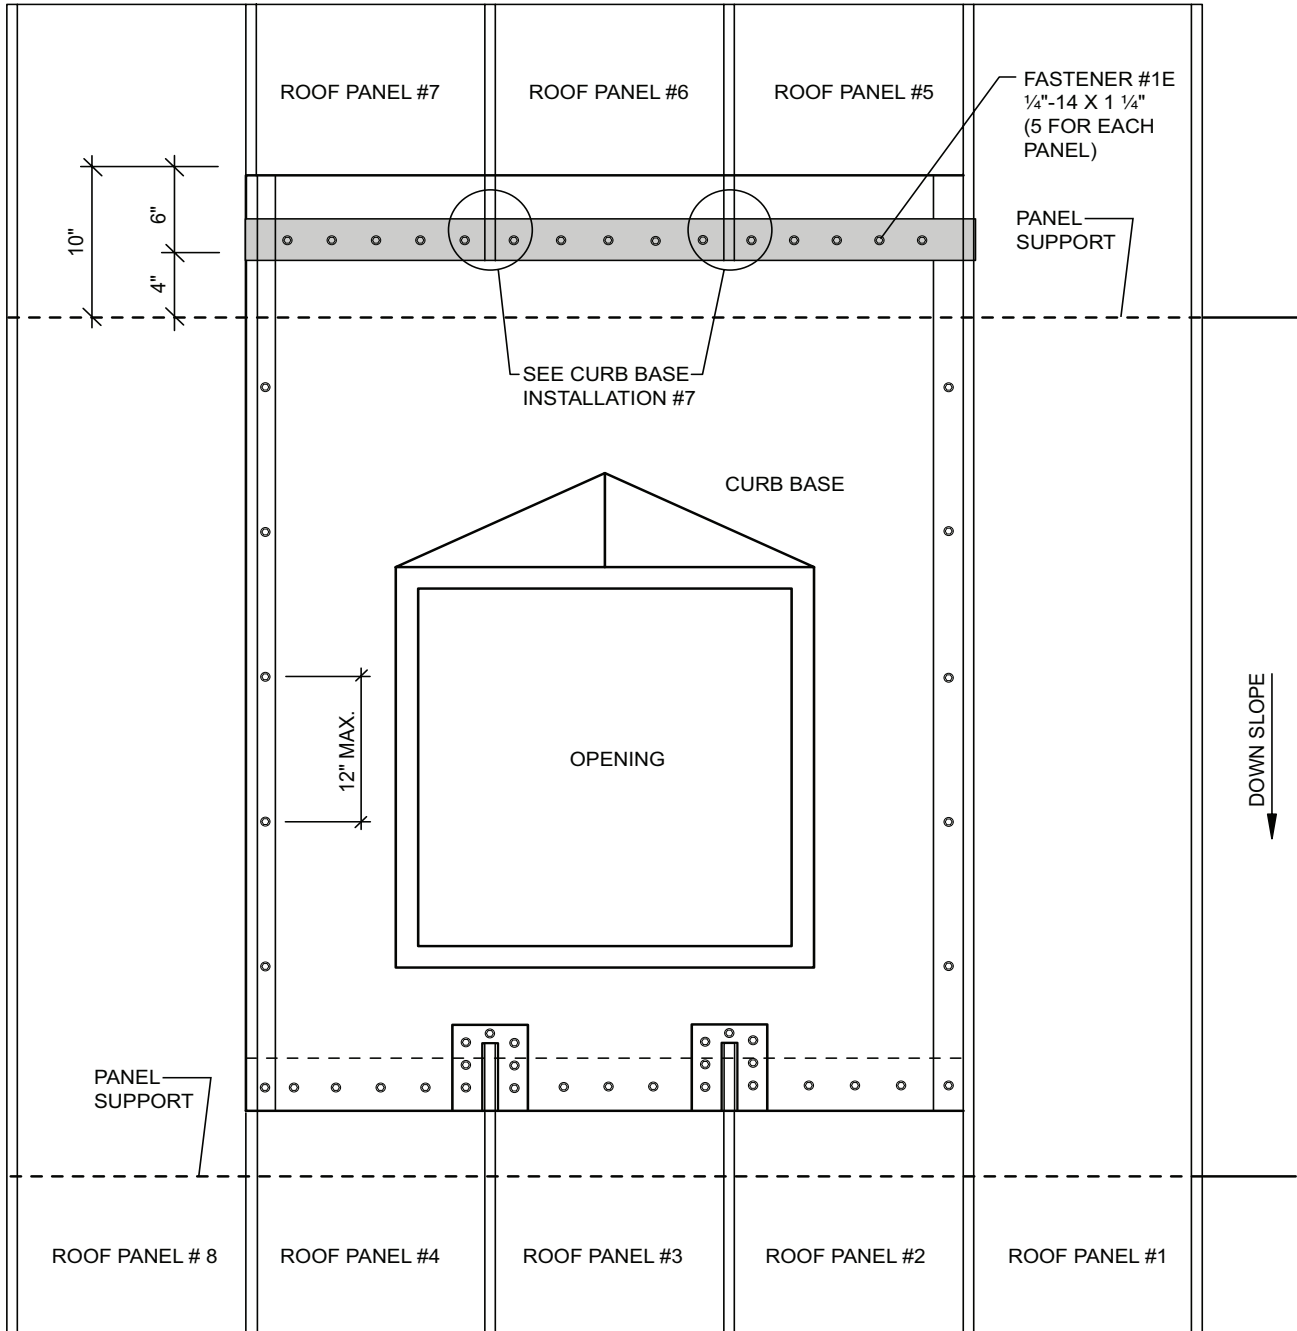 ROOF PANEL #7
ROOF PANEL #6
ROOF PANEL #5
FASTENER #1E
¼"-14 X 1 ¼"
(5 FOR EACH
PANEL)
10"
6"
4"
PANEL
SUPPORT
SEE CURB BASE
INSTALLATION #7
CURB BASE
12" MAX.
OPENING
DOWN SLOPE
PANEL
SUPPORT
ROOF PANEL # 8
ROOF PANEL #4
ROOF PANEL #3
ROOF PANEL #2
ROOF PANEL #1